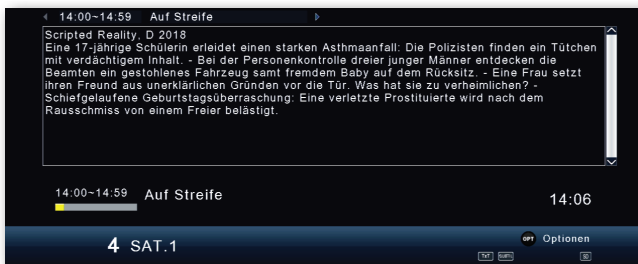 14:00~14:59 Auf Streife
Scripted Reality, D 2018
Eine 17-jährige Schülerin erleidet einen starken Asthmaanfall: Die Polizisten finden ein Tütchen
mit verdächtigem Inhalt. - Bei der Personenkontrolle dreier junger Männer entdecken die
Beamten ein gestohlenes Fahrzeug samt fremdem Baby auf dem Rücksitz. - Eine Frau setzt
ihren Freund aus unerklärlichen Gründen vor die Tür. Was hat sie zu verheimlichen? -
Schiefgelaufene Geburtstagsüberraschung: Eine verletzte Prostituierte wird nach dem
Rausschmiss von einem Freier belästigt.
14:00~14:59 Auf Streife
14:06
OPT Optionen
4 SAT.1
TXT SUBTL SD